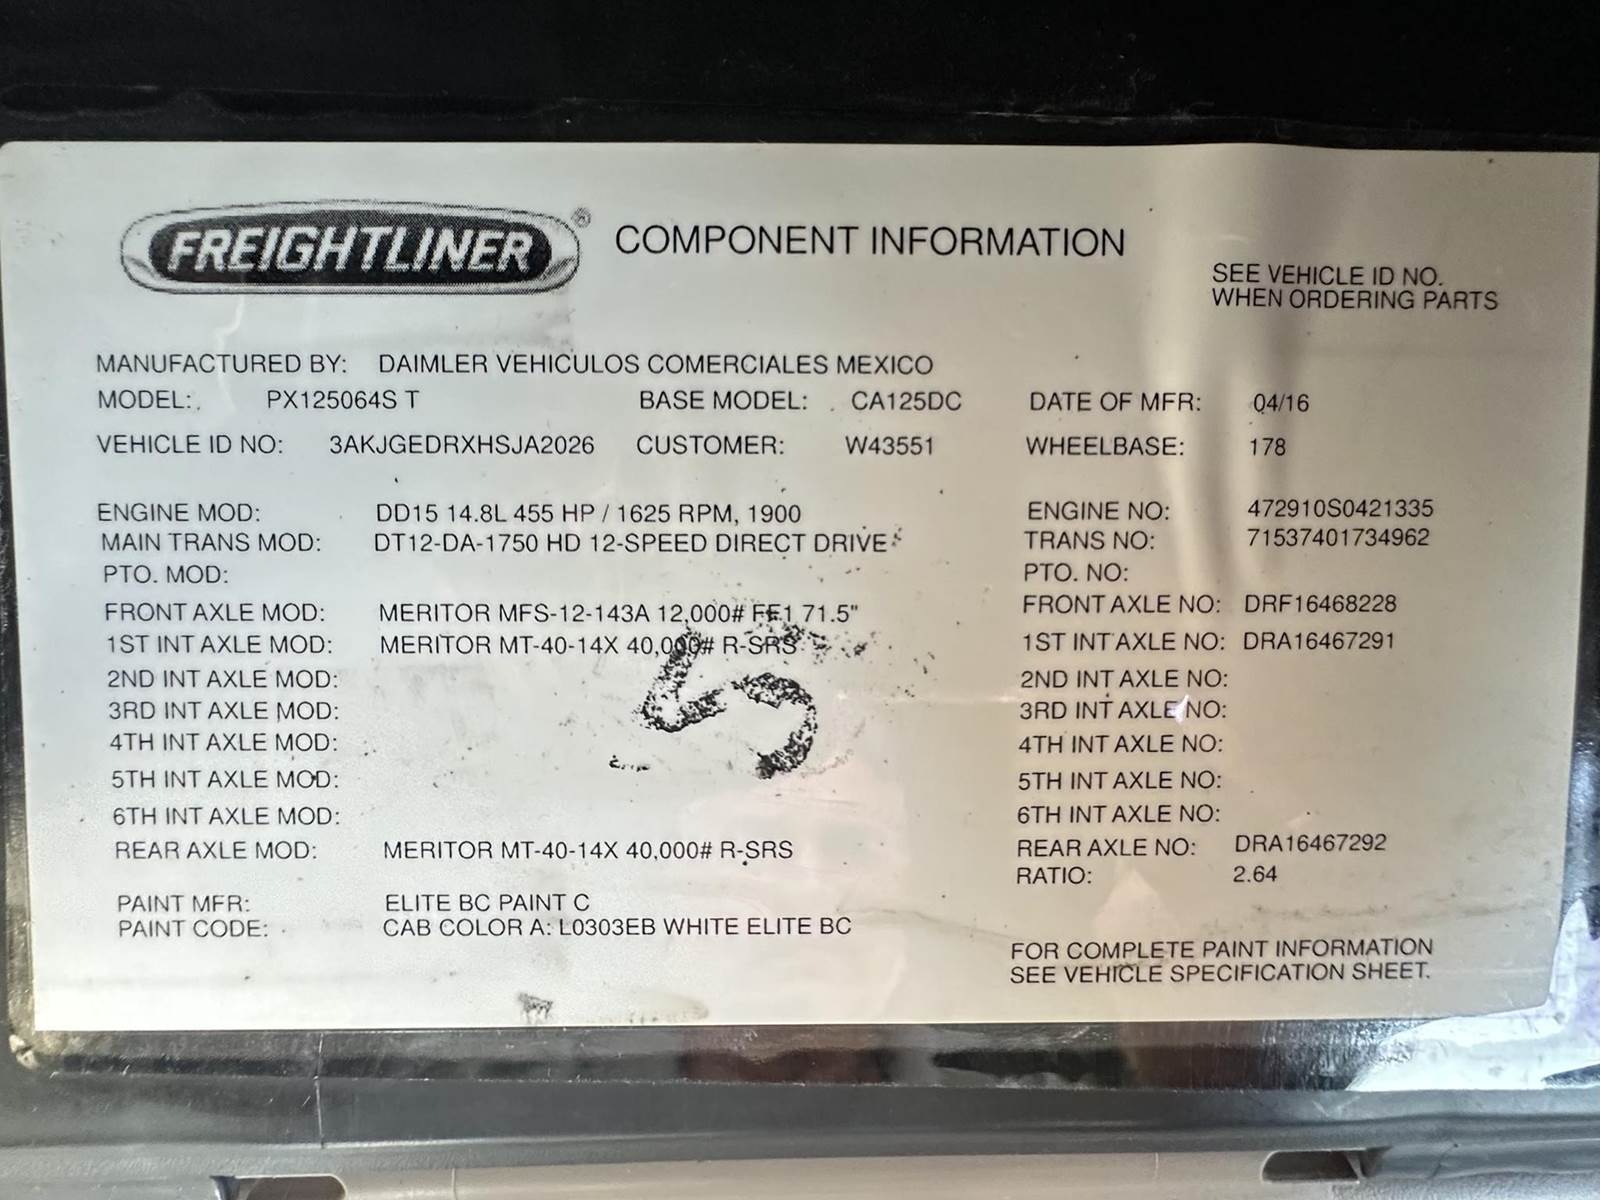 FREIGHTLINER® COMPONENT INFORMATION
SEE VEHICLE ID NO.
WHEN ORDERING PARTS
MANUFACTURED BY: DAIMLER VEHICULOS COMERCIALES MEXICO
MODEL: PX125064S T BASE MODEL: CA125DC DATE OF MFR: 04/16
VEHICLE ID NO: 3AKJGEDRXHSJA2026 CUSTOMER: W43551 WHEELBASE: 178
ENGINE MOD: DD15 14.8L 455 HP / 1625 RPM, 1900 ENGINE NO: 472910S0421335
MAIN TRANS MOD: DT12-DA-1750 HD 12-SPEED DIRECT DRIVE TRANS NO: 71537401734962
PTO. MOD: PTO. NO:
FRONT AXLE MOD: MERITOR MFS-12-143A 12,000# FF1 71.5" FRONT AXLE NO: DRF16468228
1ST INT AXLE MOD: MERITOR MT-40-14X 40,000# R-SRS 1ST INT AXLE NO: DRA16467291
2ND INT AXLE MOD: 2ND INT AXLE NO:
3RD INT AXLE MOD: 3RD INT AXLE NO:
4TH INT AXLE MOD: 4TH INT AXLE NO:
5TH INT AXLE MOD: 5TH INT AXLE NO:
6TH INT AXLE MOD: 6TH INT AXLE NO:
REAR AXLE MOD: MERITOR MT-40-14X 40,000# R-SRS REAR AXLE NO: DRA16467292
RATIO: 2.64
PAINT MFR: ELITE BC PAINT C
PAINT CODE: CAB COLOR A: L0303EB WHITE ELITE BC
FOR COMPLETE PAINT INFORMATION
SEE VEHICLE SPECIFICATION SHEET.
5